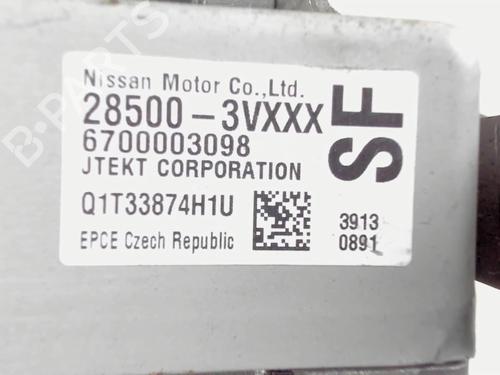 B-PARTS
Nissan Motor Co.,Ltd.
28500-3VXXX
6700003098
JTEKT CORPORATION
Q1T33874H1U
EPCE Czech Republic
3913
0891
SF